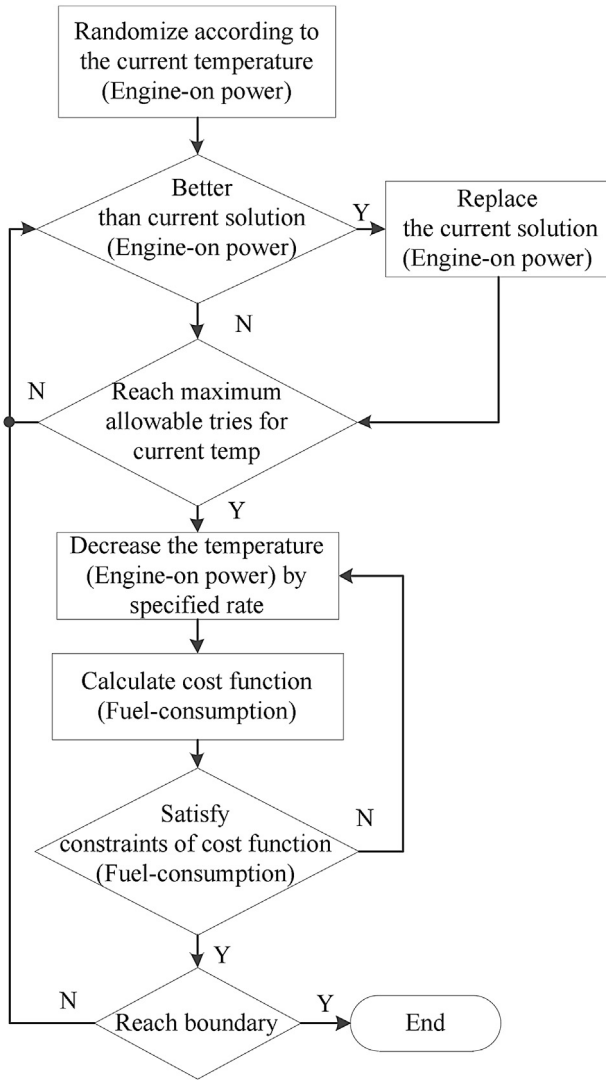 Randomize according to
the current temperature
(Engine-on power)
Better
than current solution
(Engine-on power)
Y
Replace
the current solution
(Engine-on power)
N
N
Reach maximum
allowable tries for
current temp
Y
Decrease the temperature
(Engine-on power) by
specified rate
Calculate cost function
(Fuel-consumption)
Satisfy
constraints of cost function
(Fuel-consumption)
N
Y
N
Reach boundary
Y
End